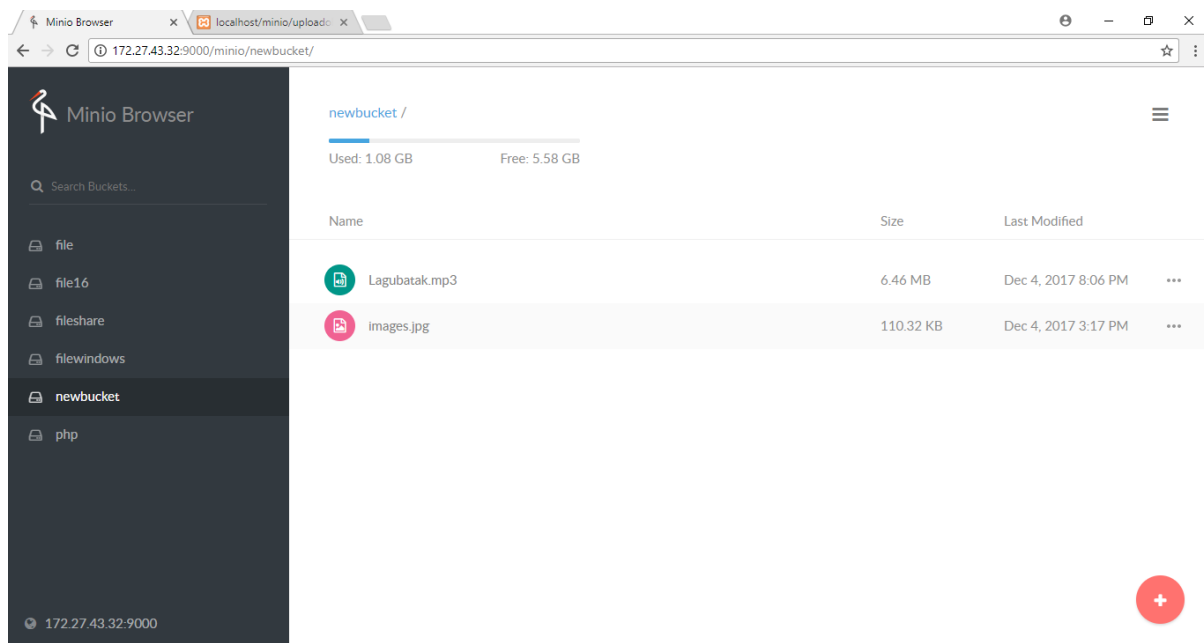 Minio Browser
localhost/minio/upload
172.27.43.32:9000/minio/newbucket/
Minio Browser
Search Buckets...
file
file16
fileshare
filewindows
newbucket
php
172.27.43.32:9000
newbucket /
Used: 1.08 GB Free: 5.58 GB
Name Size Last Modified
Lagubatak.mp3 6.46 MB Dec 4, 2017 8:06 PM
images.jpg 110.32 KB Dec 4, 2017 3:17 PM